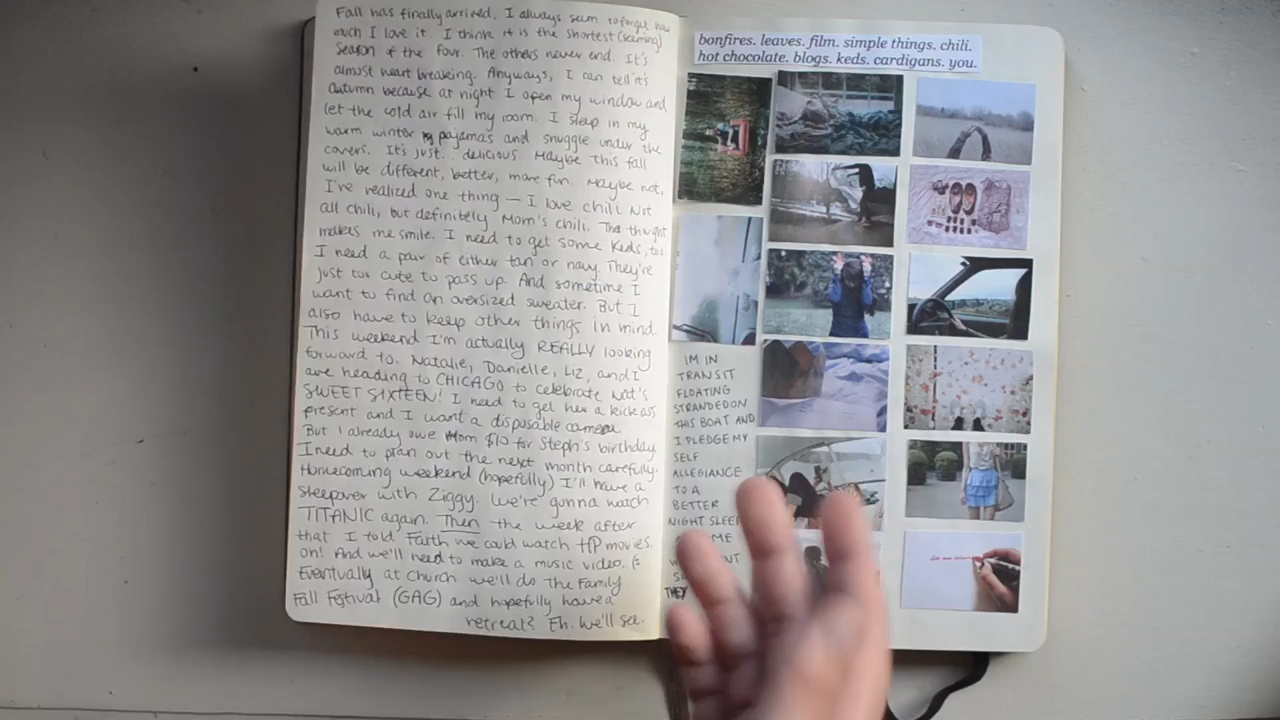 Fall has finally arrived. I always seem to forget how
much I love it. I think it is the shortest (seeming)
season of the four. The others never end. It's
almost heart breaking. Anyways, I can tell it's
autumn because at night I open my window and
let the cold air fill my room. I sleep in my
warm winter pajamas and snuggle under the
covers. It's just... delicious. Maybe this fall
will be different, better, more fun. Maybe not.
I've realized one thing — I love chili. Not
all chili, but definitely Mom's chili. The thought
makes me smile. I need to get some Keds, too.
I need a pair of either tan or navy. They're
just too cute to pass up. And sometime I
want to find an oversized sweater. But I
also have to keep other things in mind.
This weekend I'm actually REALLY looking
forward to. Natalie, Danielle, Liz, and I
are heading to CHICAGO to celebrate Nat's
SWEET SIXTEEN! I need to get her a kick ass
present and I want a disposable camera.
But I already owe Mom $10 for Steph's birthday.
I need to plan out the next month carefully.
Homecoming weekend (hopefully) I'll have a
sleepover with Ziggy. We're gonna watch
TITANIC again. Then the week after
that I told Faith we could watch HP movies.
Oh! And we'll need to make a music video. (:
Eventually at church we'll do the Family
Fall Festival (GAG) and hopefully have a
retreat? Eh. We'll see.
bonfires. leaves. film. simple things. chili.
hot chocolate. blogs. keds. cardigans. you.
IM IN
TRANSIT
FLOATING
STRANDED ON
THIS BOAT AND
I PLEDGE MY
SELF
ALLEGIANCE
TO A
BETTER
NIGHT SLEEP
ME
THEY